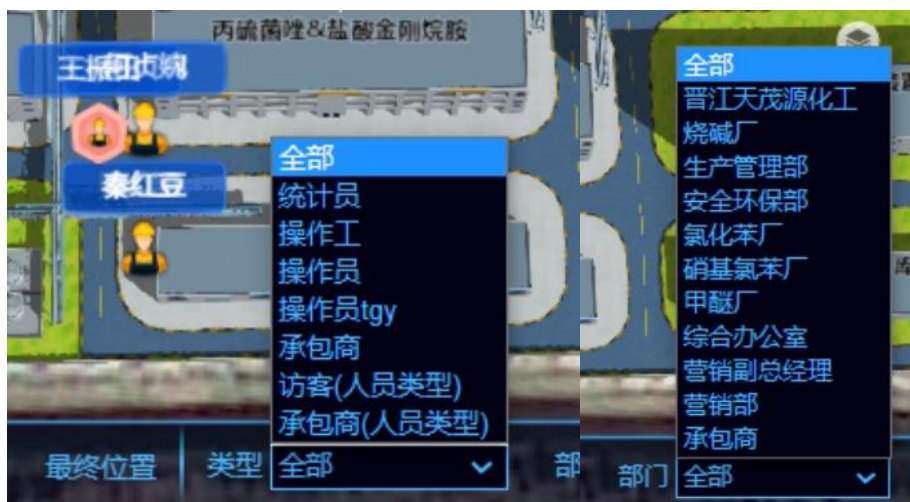 丙硫菌唑&盐酸金刚烷胺
秦红豆
全部
统计员
操作工
操作员
操作员tgy
承包商
访客(人员类型)
承包商(人员类型)
最终位置
类型
全部
部
全部
晋江天茂源化工
烧碱厂
生产管理部
安全环保部
氯化苯厂
硝基氯苯厂
甲醚厂
综合办公室
营销副总经理
营销部
承包商
部门
全部